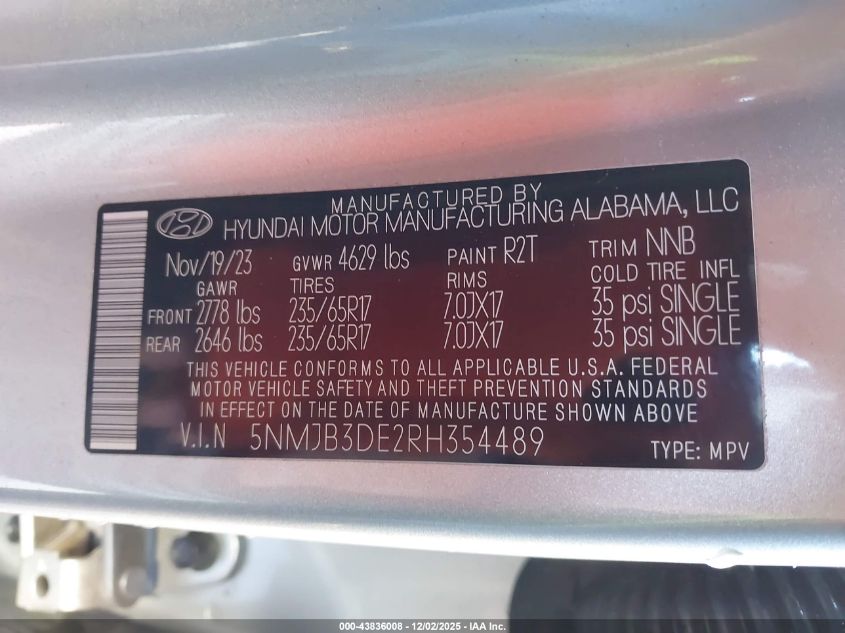 MANUFACTURED BY
HYUNDAI MOTOR MANUFACTURING ALABAMA, LLC
Nov/19/23 GVWR 4629 lbs PAINT R2T TRIM NNB
GAWR TIRES RIMS COLD TIRE INFL
FRONT 2778 lbs 235/65R17 7.0JX17 35 psi SINGLE
REAR 2646 lbs 235/65R17 7.0JX17 35 psi SINGLE
THIS VEHICLE CONFORMS TO ALL APPLICABLE U.S.A. FEDERAL
MOTOR VEHICLE SAFETY AND THEFT PREVENTION STANDARDS
IN EFFECT ON THE DATE OF MANUFACTURE SHOWN ABOVE
V.I.N 5NMJB3DE2RH354489 TYPE: MPV
000-43836008 - 12/02/2025 - IAA Inc.